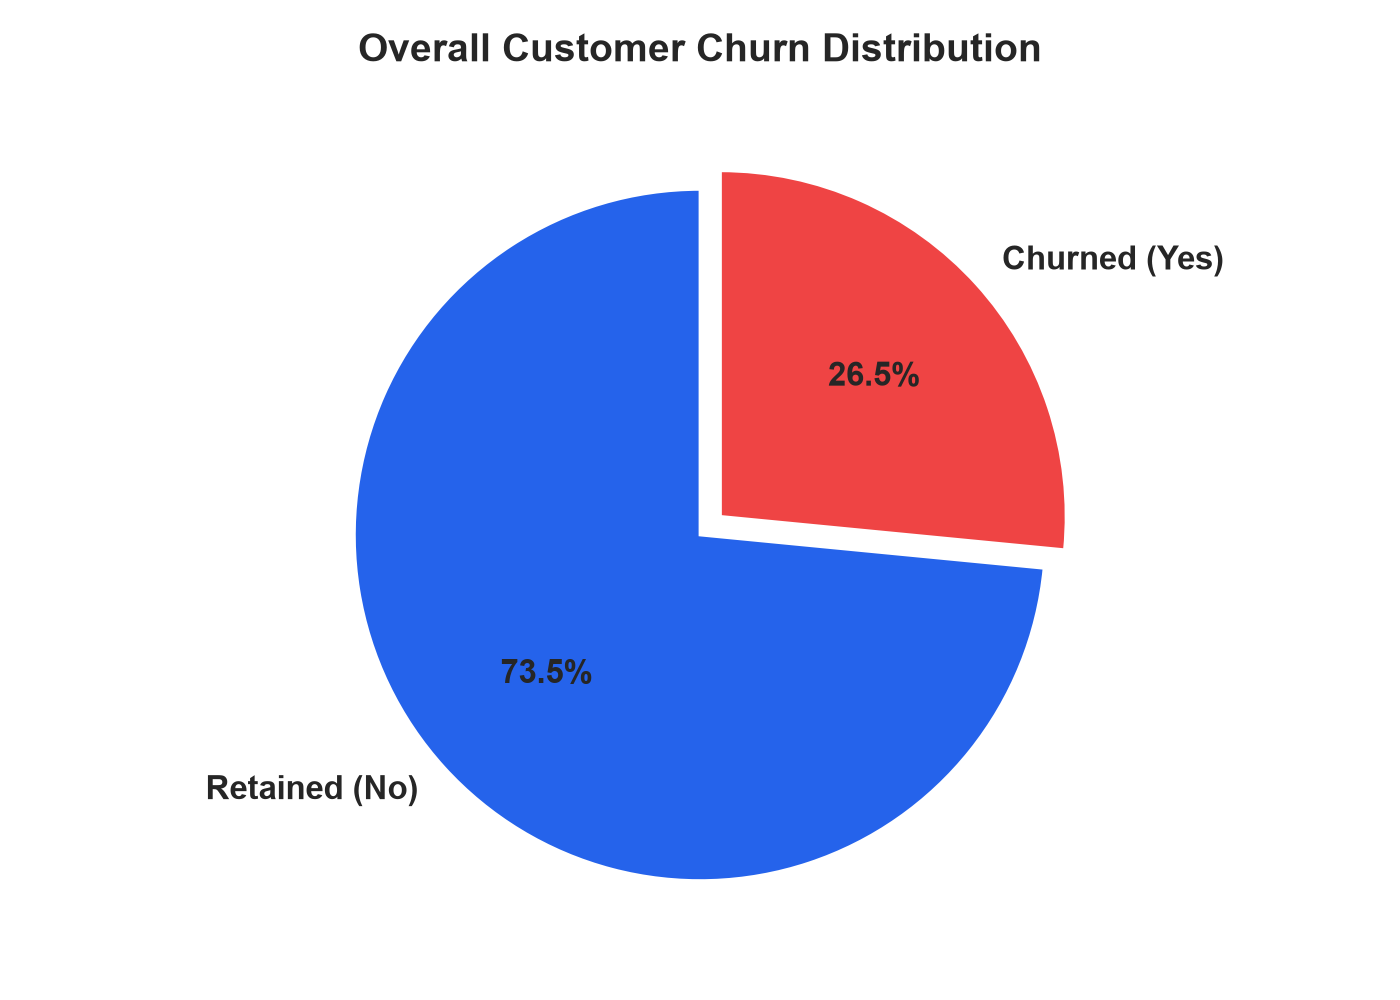 Overall Customer Churn Distribution
Churned (Yes)
26.5%
73.5%
Retained (No)